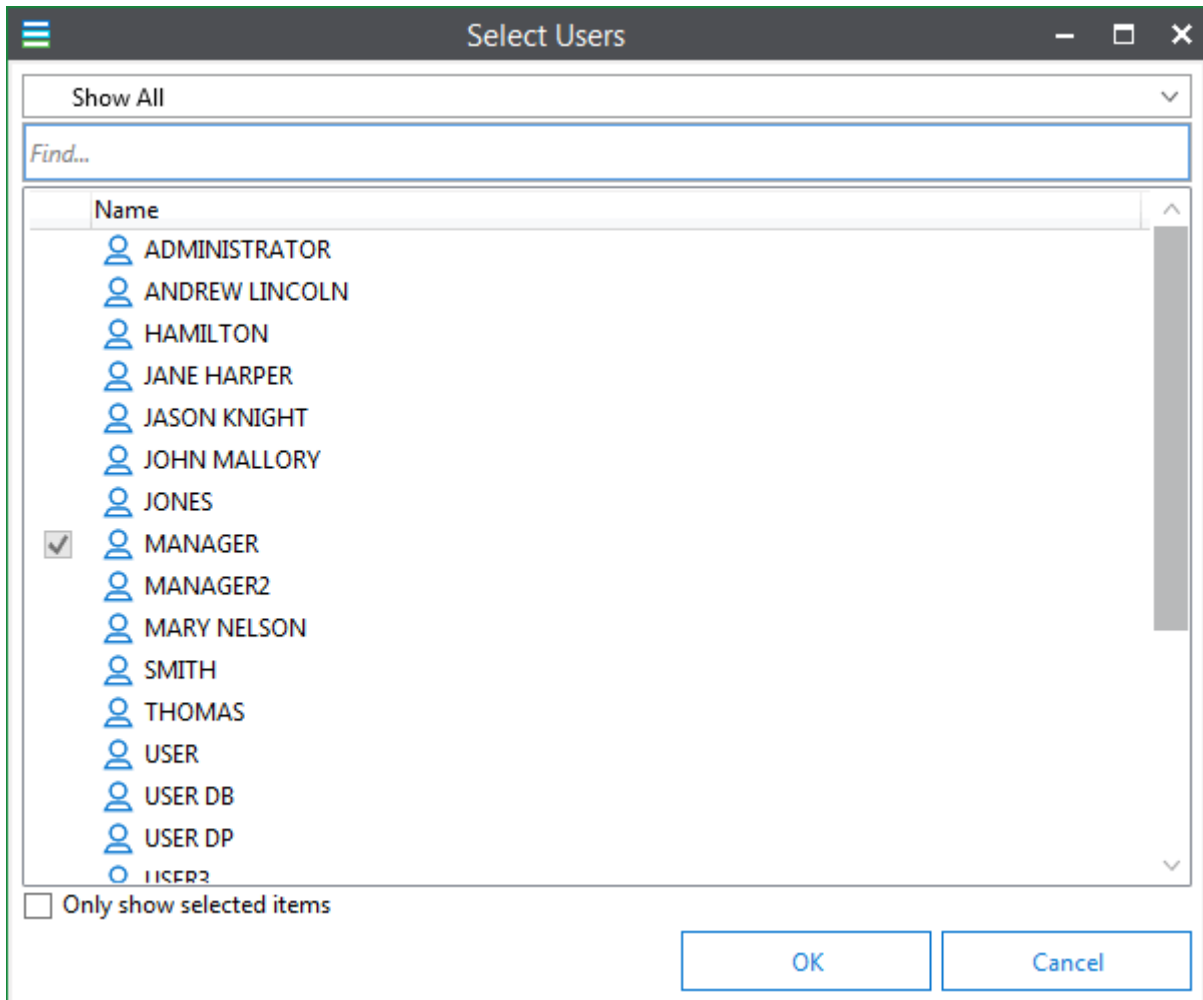 Select Users
Show All
Find...
Name
ADMINISTRATOR
ANDREW LINCOLN
HAMILTON
JANE HARPER
JASON KNIGHT
JOHN MALLORY
JONES
MANAGER
MANAGER2
MARY NELSON
SMITH
THOMAS
USER
USER DB
USER DP
USER3
Only show selected items
OK
Cancel